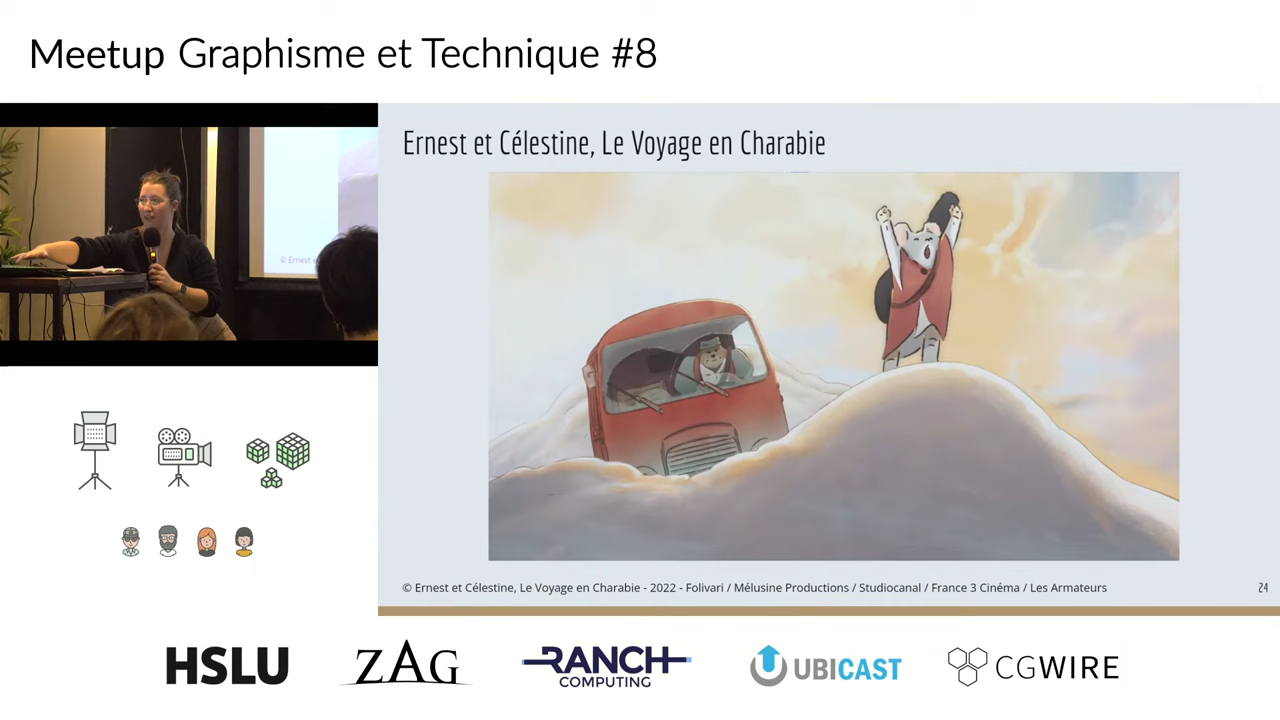 Meetup Graphisme et Technique #8
Ernest et Célestine, Le Voyage en Charabie
© Ernest e
© Ernest et Célestine, Le Voyage en Charabie - 2022 - Folivari / Mélusine Productions / Studiocanal / France 3 Cinéma / Les Armateurs
24
HSLU
ZAG
RANCH
COMPUTING
UBICAST
CGWIRE